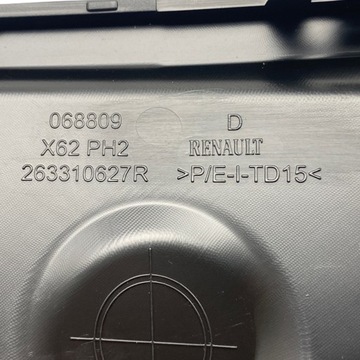 068809 D
X62 PH2 RENAULT
263310627R >P/E-I-TD15<